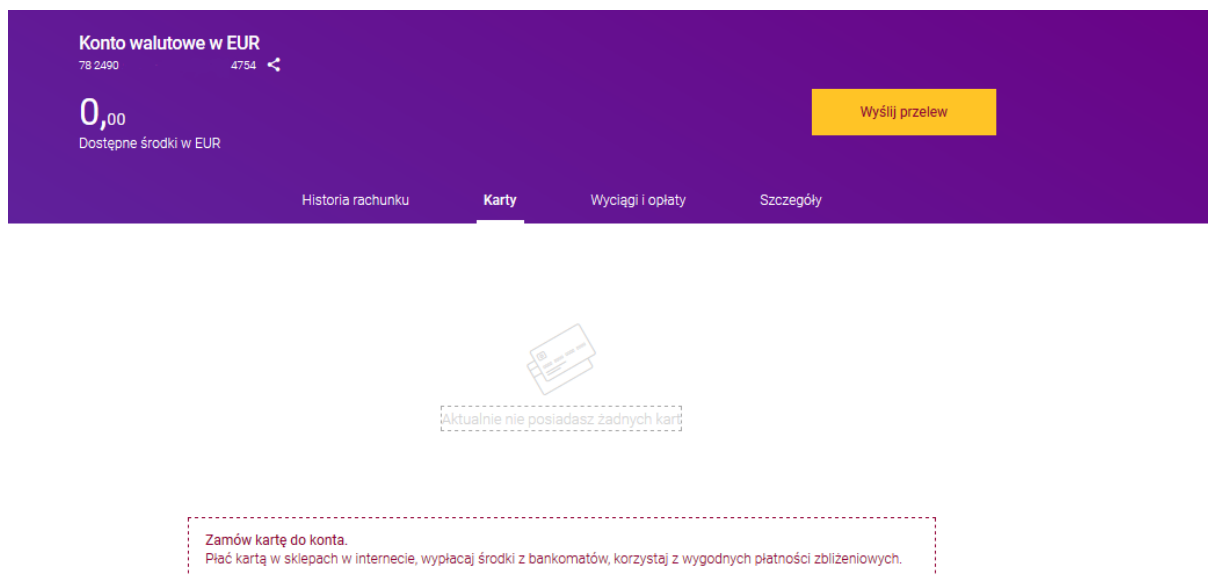 Konto walutowe w EUR
78 2490 4754
0,00
Dostępne środki w EUR
Wyślij przelew
Historia rachunku Karty Wyciągi i opłaty Szczegóły
Aktualnie nie posiadasz żadnych kart
Zamów kartę do konta.
Płać kartą w sklepach w internecie, wypłacaj środki z bankomatów, korzystaj z wygodnych płatności zbliżeniowych.